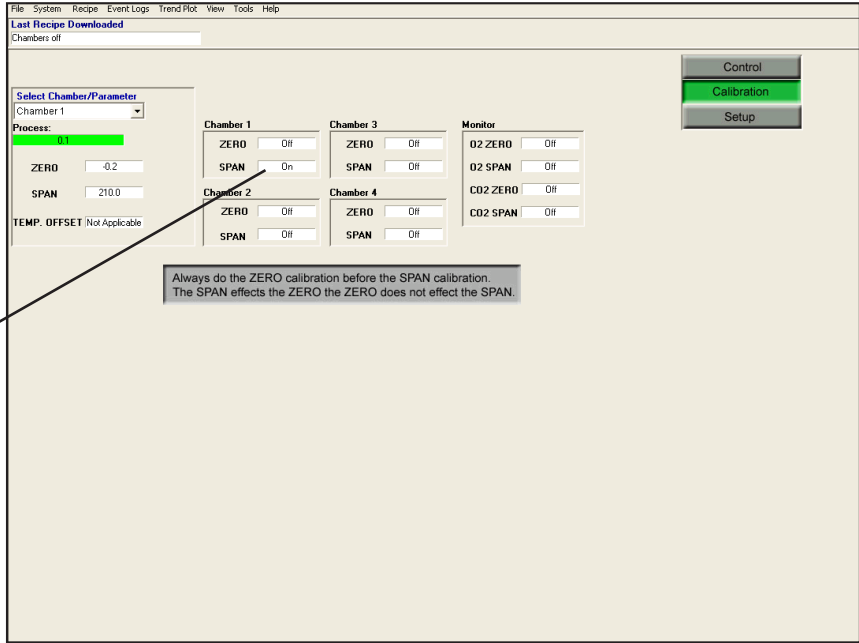 File System Recipe Event Logs Trend Plot View Tools Help
Last Recipe Downloaded
Chambers off
Control
Calibration
Setup
Select Chamber/Parameter
Chamber 1
Process:
0.1
ZERO -0.2
SPAN 210.0
TEMP. OFFSET Not Applicable
Chamber 1
ZERO Off
SPAN On
Chamber 2
ZERO Off
SPAN Off
Chamber 3
ZERO Off
SPAN Off
Chamber 4
ZERO Off
SPAN Off
Monitor
O2 ZERO Off
O2 SPAN Off
CO2 ZERO Off
CO2 SPAN Off
Always do the ZERO calibration before the SPAN calibration.
The SPAN effects the ZERO the ZERO does not effect the SPAN.